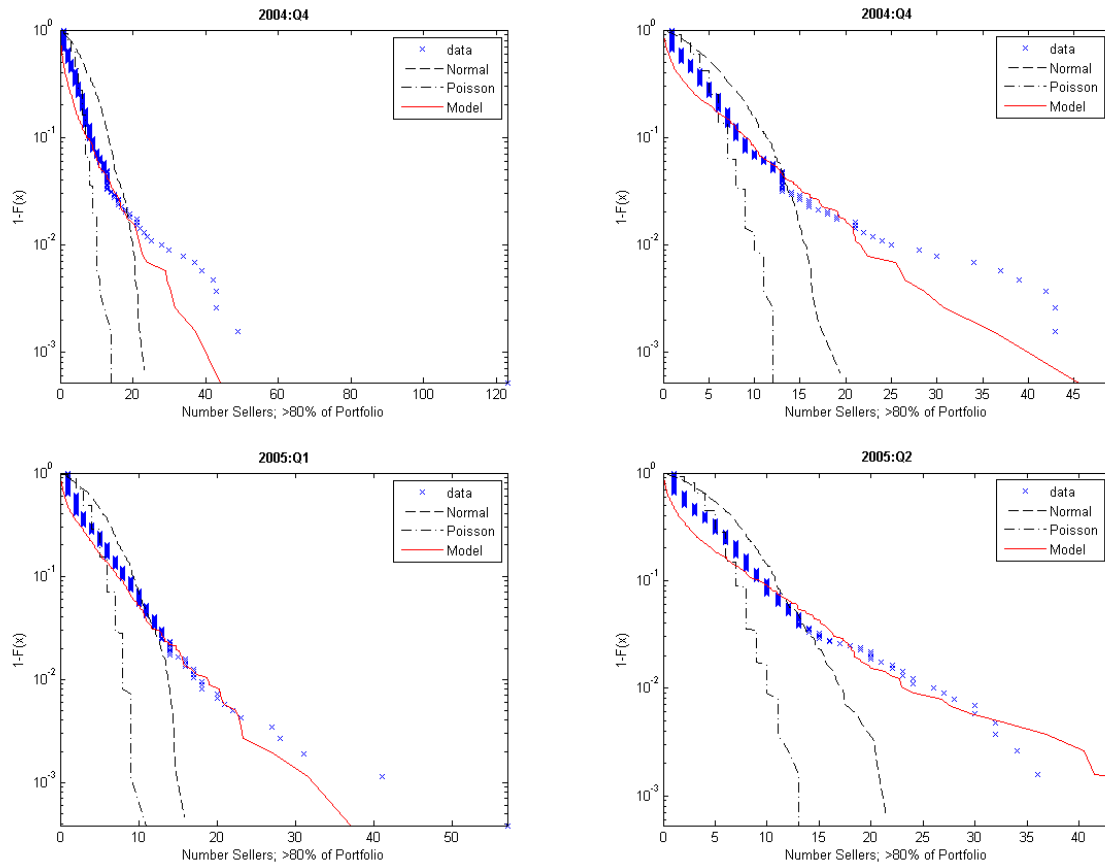 2004:Q4
10^0
10^-1
10^-2
10^-3
1-F(x)
data
Normal
Poisson
Model
0 20 40 60 80 100 120
Number Sellers; >80% of Portfolio
2004:Q4
10^0
10^-1
10^-2
10^-3
1-F(x)
data
Normal
Poisson
Model
0 5 10 15 20 25 30 35 40 45
Number Sellers; >80% of Portfolio
2005:Q1
10^0
10^-1
10^-2
10^-3
1-F(x)
data
Normal
Poisson
Model
0 10 20 30 40 50
Number Sellers; >80% of Portfolio
2005:Q2
10^0
10^-1
10^-2
10^-3
1-F(x)
data
Normal
Poisson
Model
0 5 10 15 20 25 30 35 40
Number Sellers; >80% of Portfolio